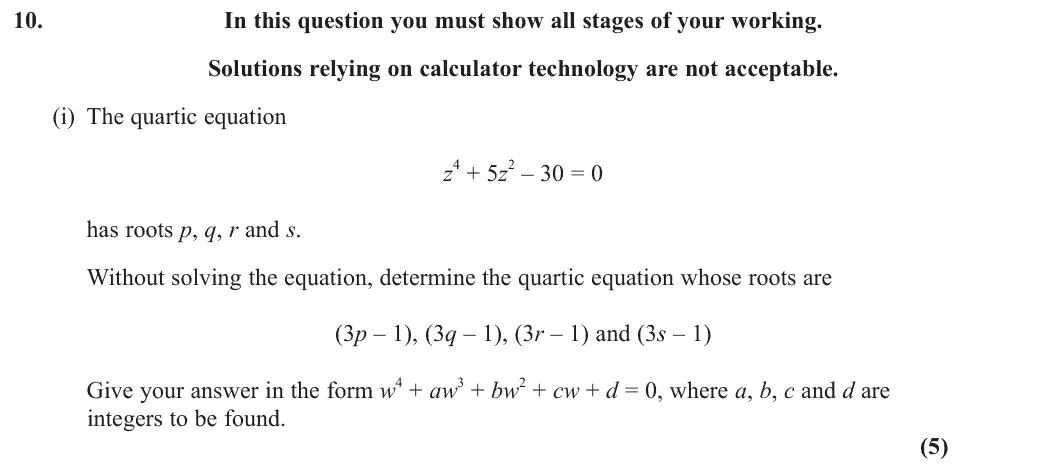 10. In this question you must show all stages of your working.
Solutions relying on calculator technology are not acceptable.
(i) The quartic equation
z⁴ + 5z² – 30 = 0
has roots p, q, r and s.
Without solving the equation, determine the quartic equation whose roots are
(3p – 1), (3q – 1), (3r – 1) and (3s – 1)
Give your answer in the form w⁴ + aw³ + bw² + cw + d = 0, where a, b, c and d are
integers to be found.
(5)